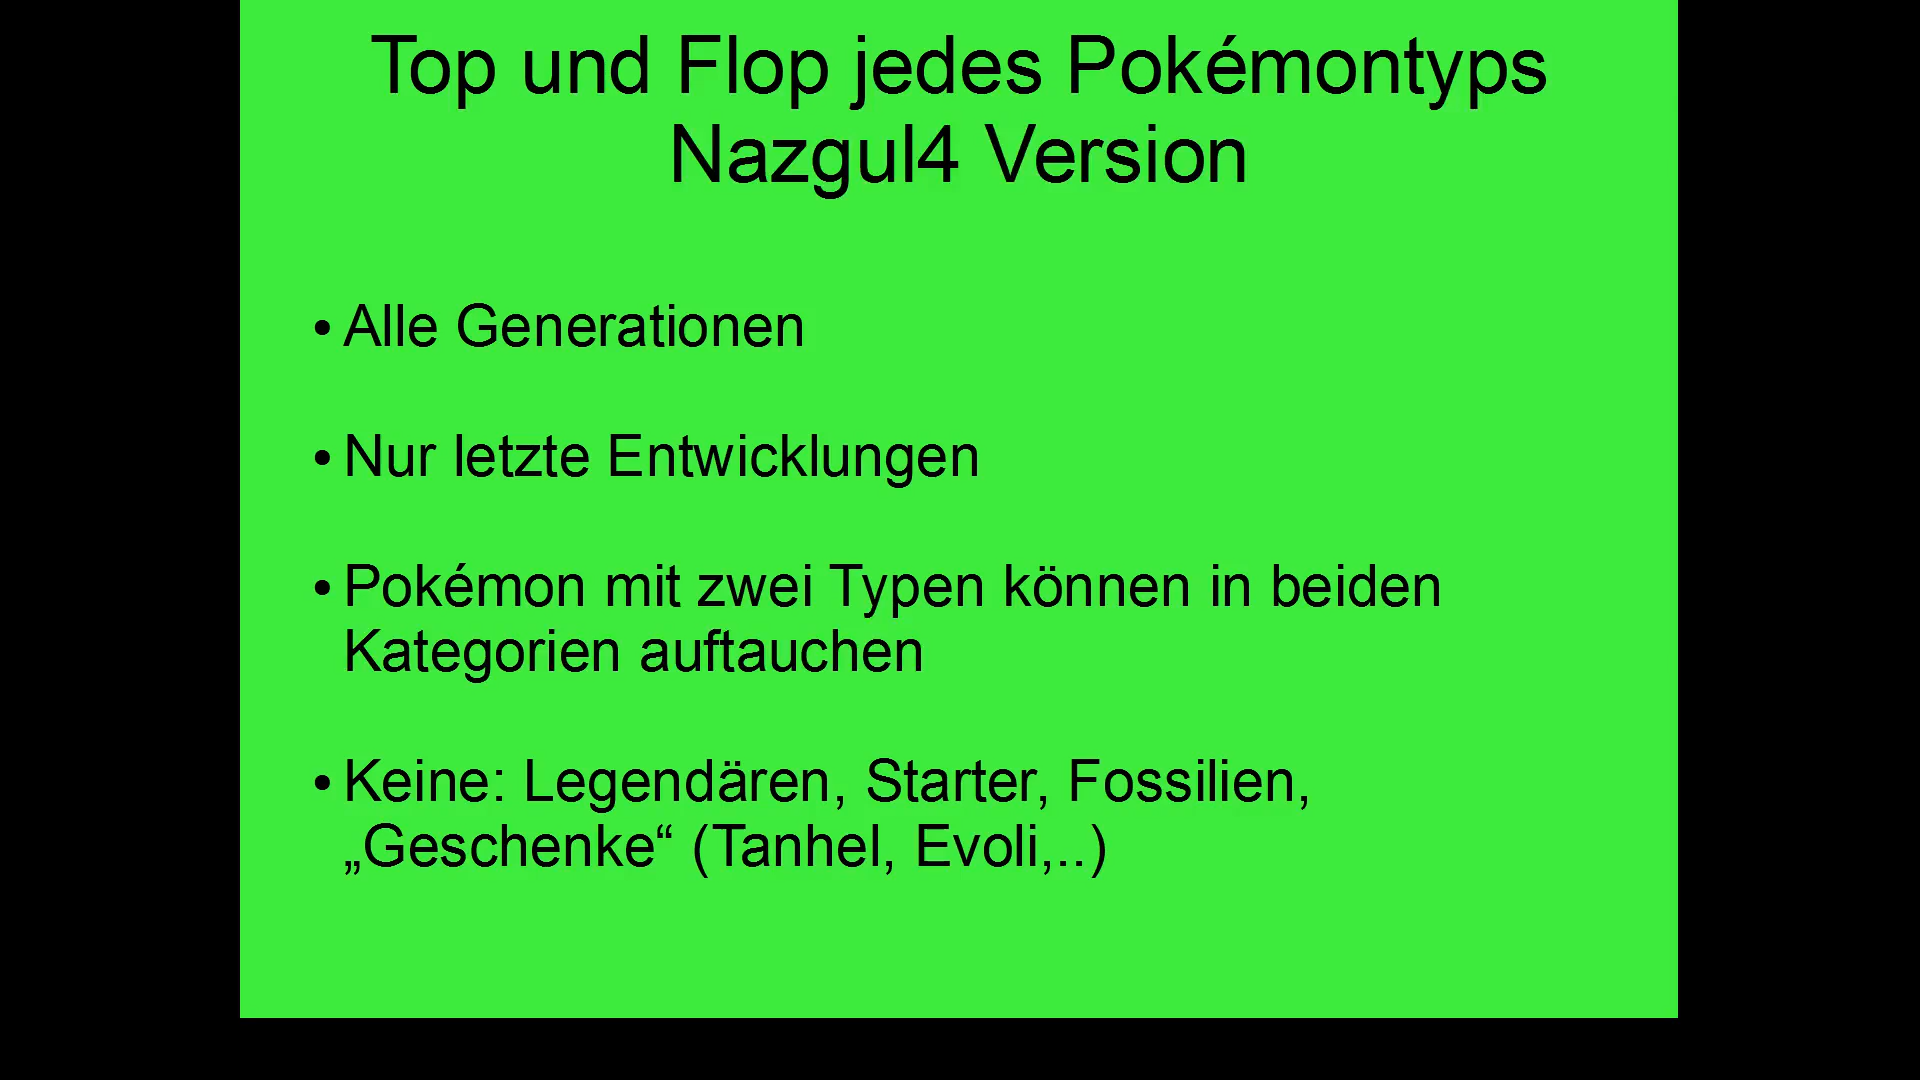 Top und Flop jedes Pokémontyps
Nazgul4 Version
• Alle Generationen
• Nur letzte Entwicklungen
• Pokémon mit zwei Typen können in beiden
Kategorien auftauchen
• Keine: Legendären, Starter, Fossilien,
„Geschenke“ (Tanhel, Evoli,..)